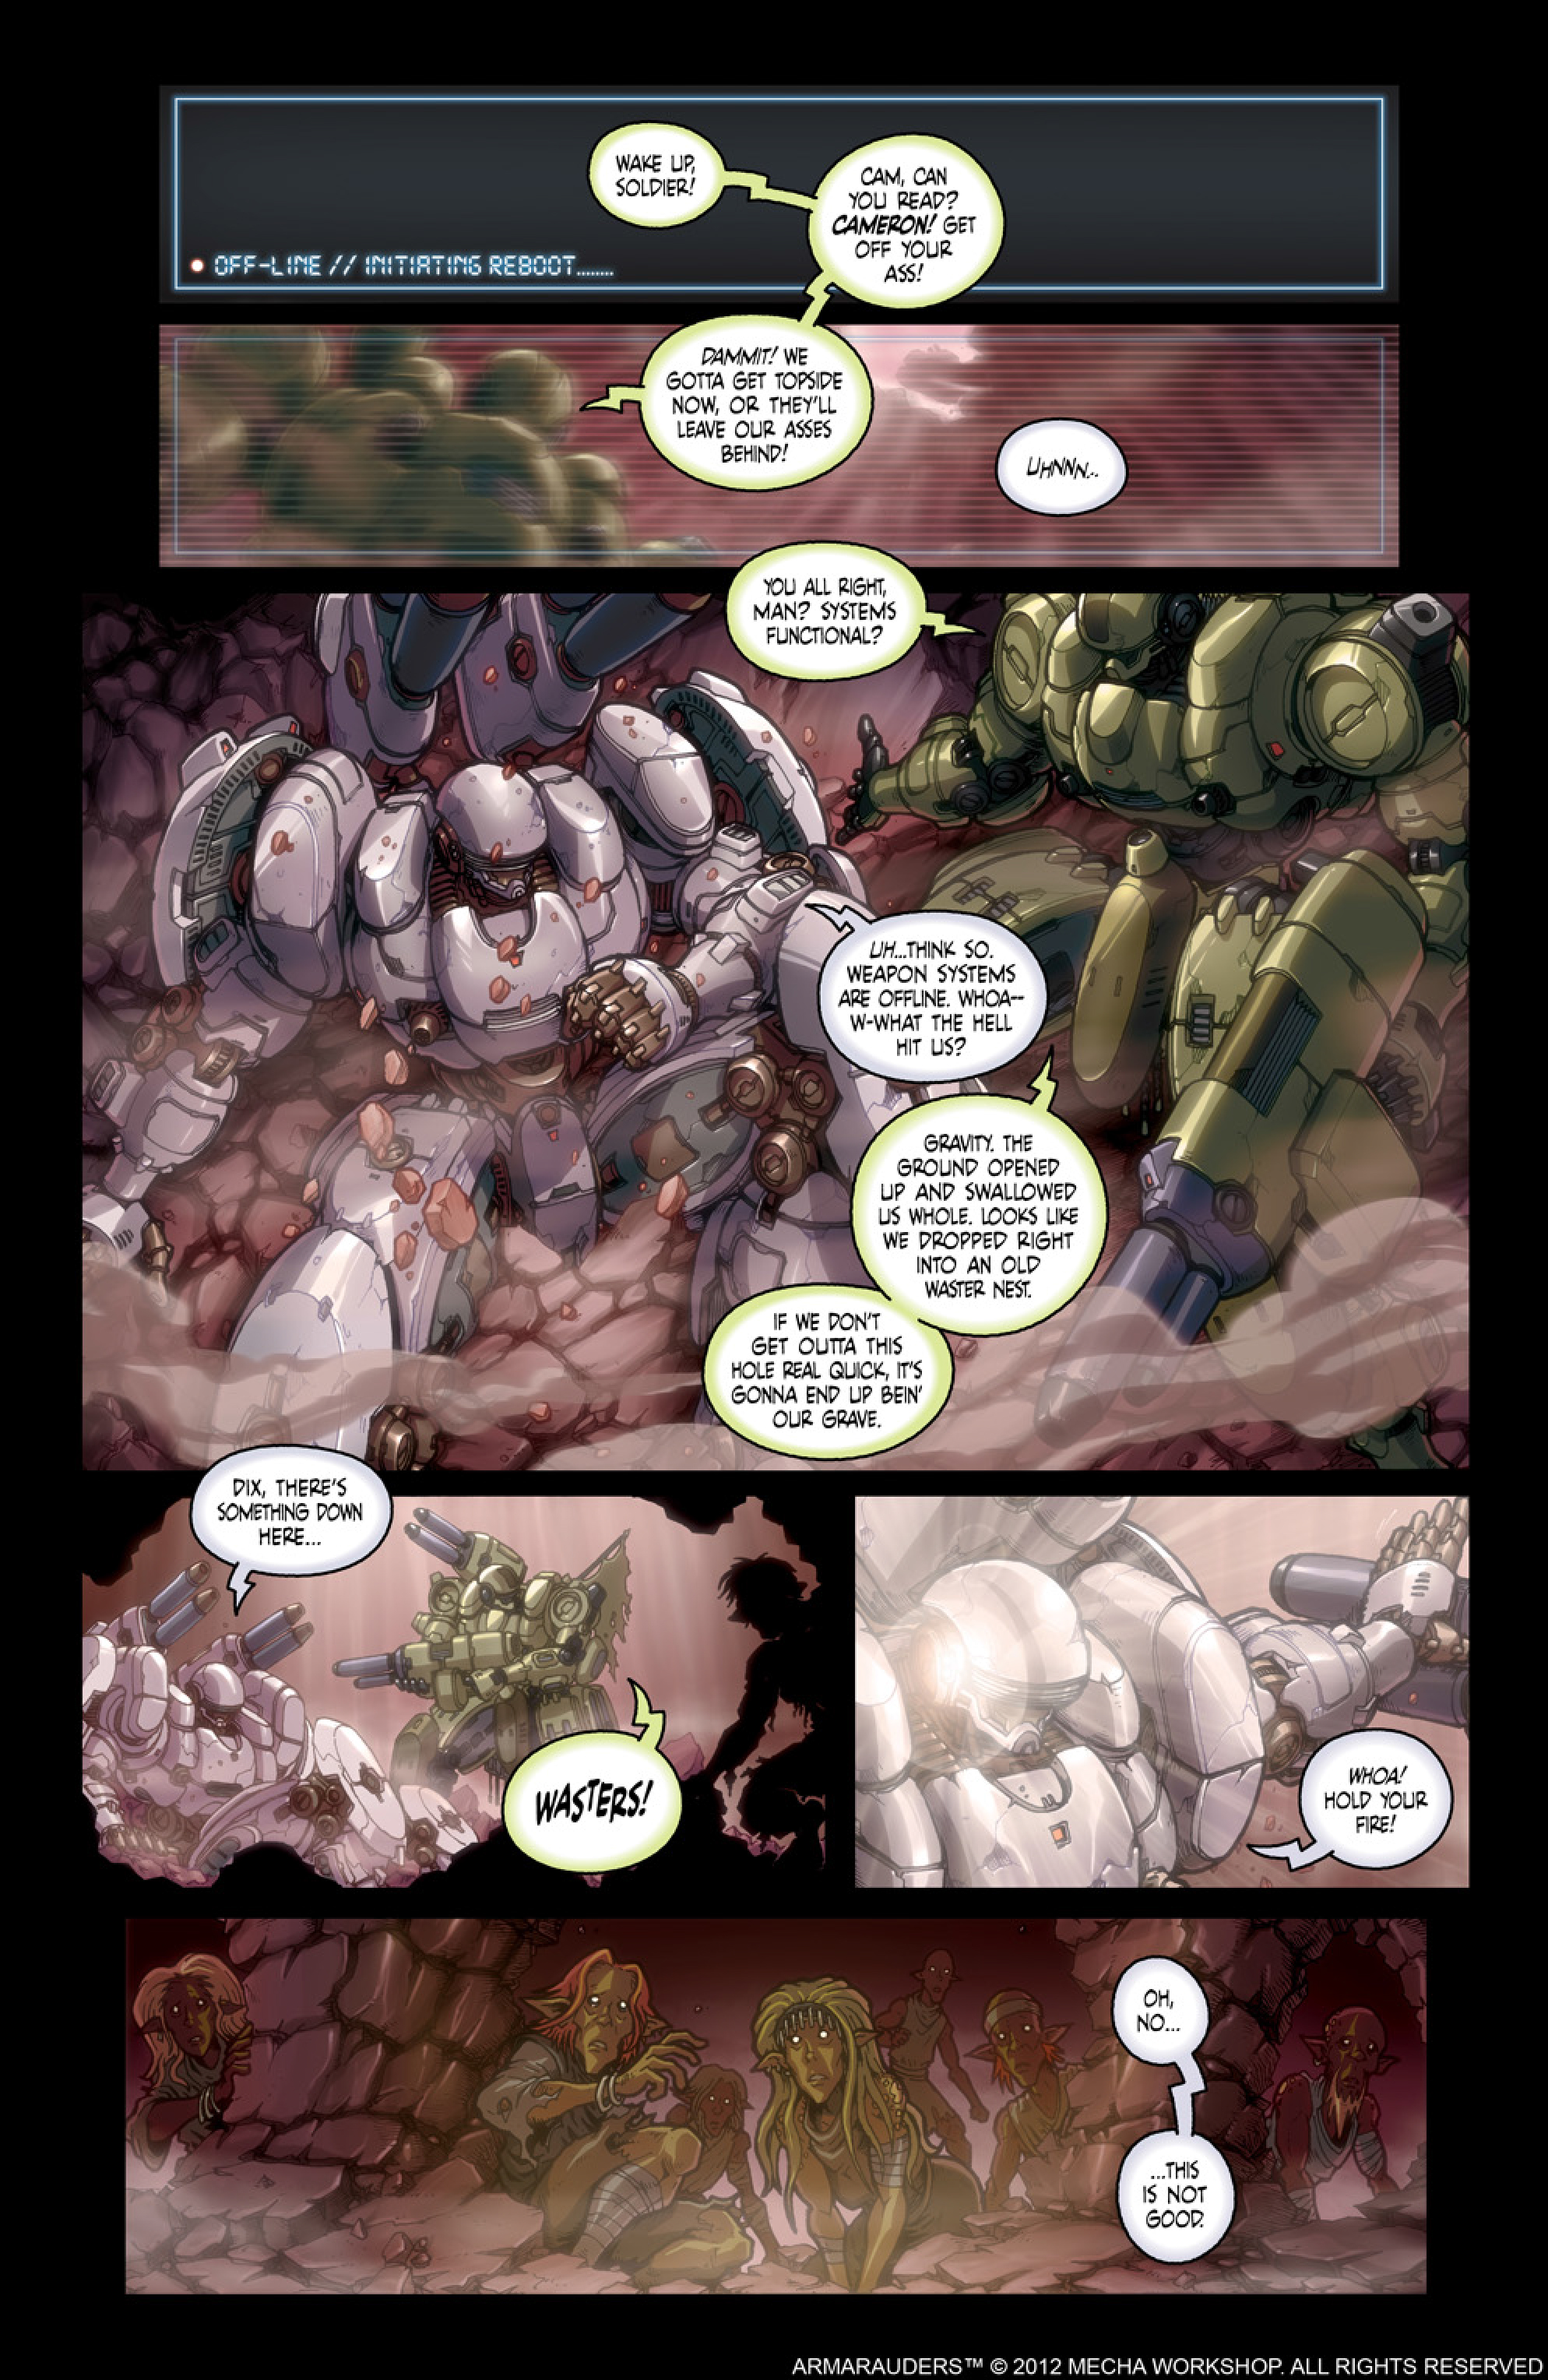 WAKE UP,
SOLDIER!
CAM, CAN
YOU READ?
CAMERON! GET
OFF YOUR
ASS!
OFF-LINE // INITIATING REBOOT........
DAMMIT! WE
GOTTA GET TOPSIDE
NOW, OR THEY'LL
LEAVE OUR ASSES
BEHIND!
UHNNN...
YOU ALL RIGHT,
MAN? SYSTEMS
FUNCTIONAL?
UH...THINK SO.
WEAPON SYSTEMS
ARE OFFLINE. WHOA--
W-WHAT THE HELL
HIT US?
GRAVITY. THE
GROUND OPENED
UP AND SWALLOWED
US WHOLE. LOOKS LIKE
WE DROPPED RIGHT
INTO AN OLD
WASTER NEST.
IF WE DON'T
GET OUTTA THIS
HOLE REAL QUICK, IT'S
GONNA END UP BEIN'
OUR GRAVE.
DIX, THERE'S
SOMETHING DOWN
HERE...
WASTERS!
WHOA!
HOLD YOUR
FIRE!
OH,
NO...
...THIS
IS NOT
GOOD.
ARMARAUDERS™ © 2012 MECHA WORKSHOP. ALL RIGHTS RESERVED